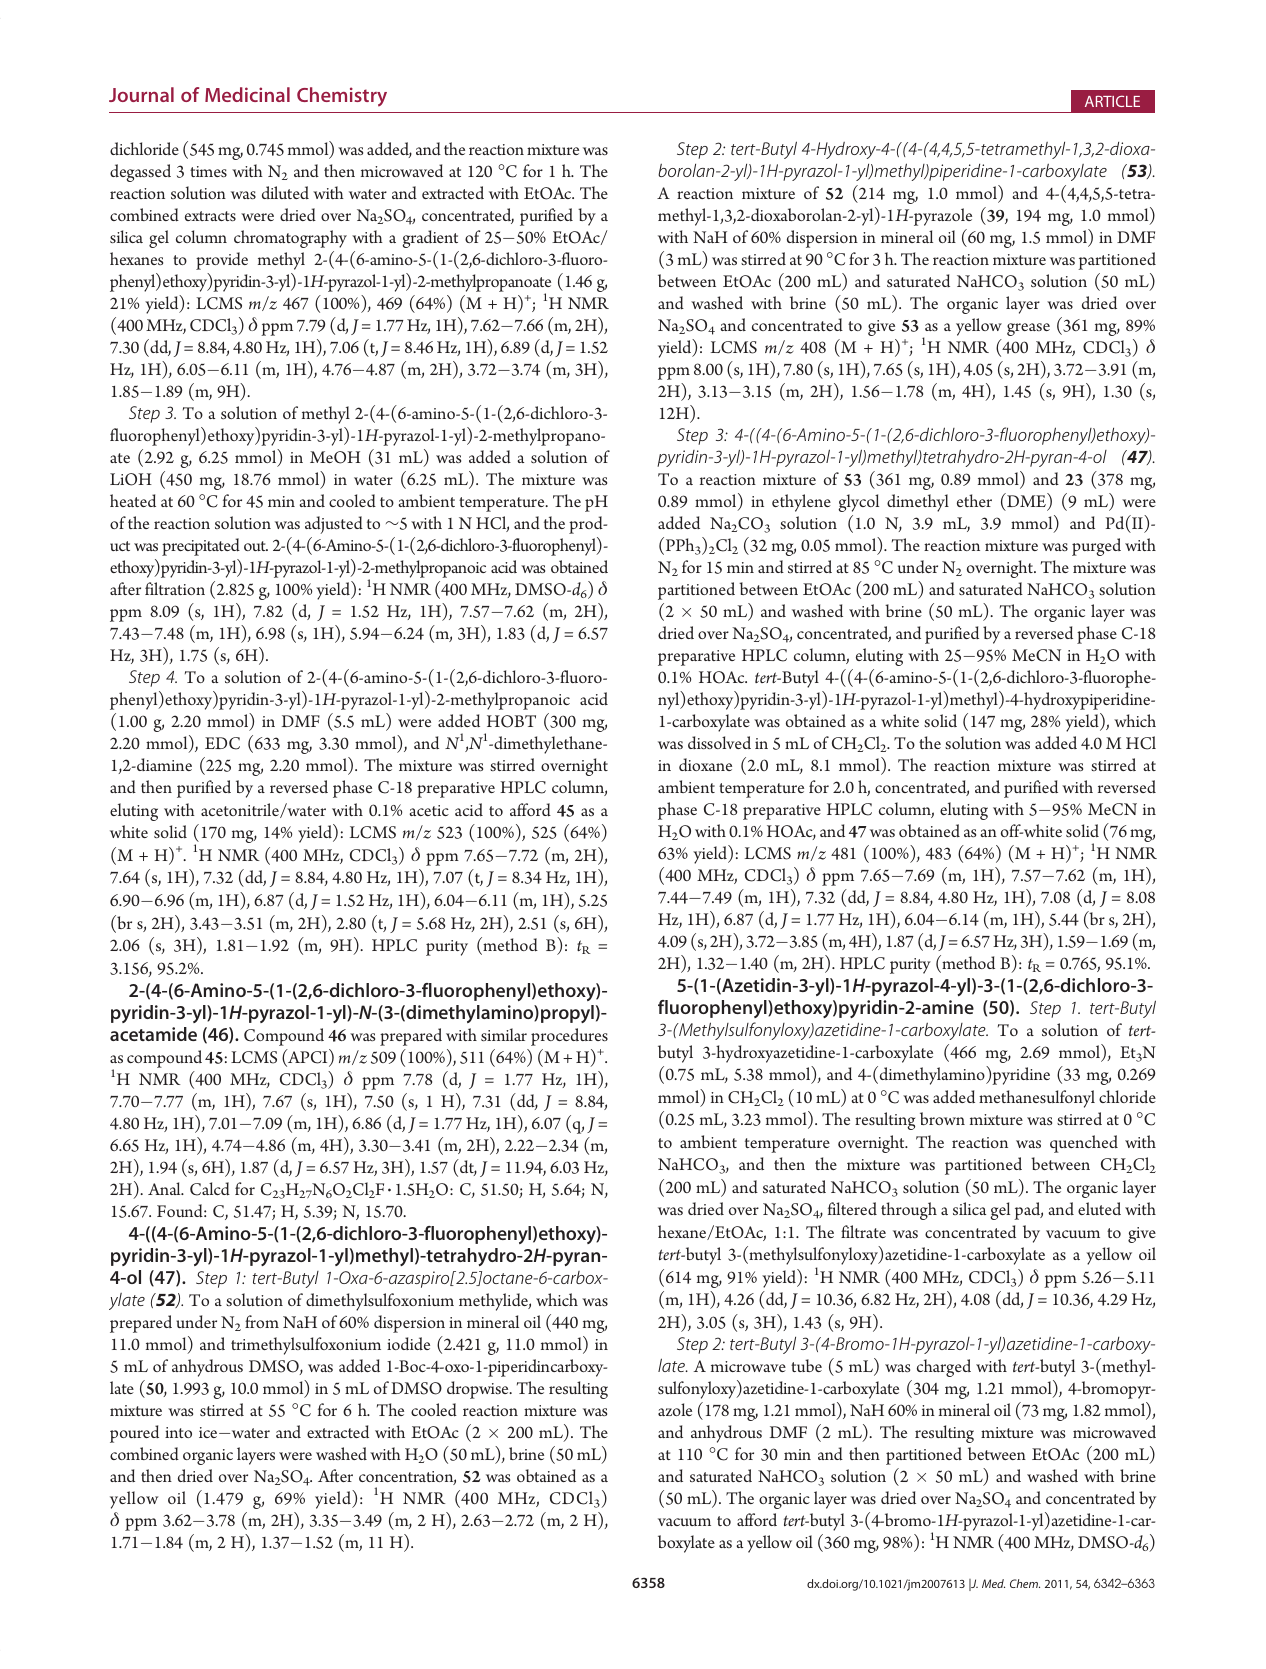 Journal of Medicinal Chemistry
ARTICLE
dichloride (545 mg, 0.745 mmol) was added, and the reaction mixture was
degassed 3 times with N₂ and then microwaved at 120 °C for 1 h. The
reaction solution was diluted with water and extracted with EtOAc. The
combined extracts were dried over Na₂SO₄, concentrated, purified by a
silica gel column chromatography with a gradient of 25−50% EtOAc/
hexanes to provide methyl 2-(4-(6-amino-5-(1-(2,6-dichloro-3-fluoro-
phenyl)ethoxy)pyridin-3-yl)-1H-pyrazol-1-yl)-2-methylpropanoate (1.46 g,
21% yield): LCMS m/z 467 (100%), 469 (64%) (M + H)⁺; ¹H NMR
(400 MHz, CDCl₃) δ ppm 7.79 (d, J = 1.77 Hz, 1H), 7.62−7.66 (m, 2H),
7.30 (dd, J = 8.84, 4.80 Hz, 1H), 7.06 (t, J = 8.46 Hz, 1H), 6.89 (d, J = 1.52
Hz, 1H), 6.05−6.11 (m, 1H), 4.76−4.87 (m, 2H), 3.72−3.74 (m, 3H),
1.85−1.89 (m, 9H).
Step 3. To a solution of methyl 2-(4-(6-amino-5-(1-(2,6-dichloro-3-
fluorophenyl)ethoxy)pyridin-3-yl)-1H-pyrazol-1-yl)-2-methylpropano-
ate (2.92 g, 6.25 mmol) in MeOH (31 mL) was added a solution of
LiOH (450 mg, 18.76 mmol) in water (6.25 mL). The mixture was
heated at 60 °C for 45 min and cooled to ambient temperature. The pH
of the reaction solution was adjusted to ∼5 with 1 N HCl, and the prod-
uct was precipitated out. 2-(4-(6-Amino-5-(1-(2,6-dichloro-3-fluorophenyl)-
ethoxy)pyridin-3-yl)-1H-pyrazol-1-yl)-2-methylpropanoic acid was obtained
after filtration (2.825 g, 100% yield): ¹H NMR (400 MHz, DMSO-d₆) δ
ppm 8.09 (s, 1H), 7.82 (d, J = 1.52 Hz, 1H), 7.57−7.62 (m, 2H),
7.43−7.48 (m, 1H), 6.98 (s, 1H), 5.94−6.24 (m, 3H), 1.83 (d, J = 6.57
Hz, 3H), 1.75 (s, 6H).
Step 4. To a solution of 2-(4-(6-amino-5-(1-(2,6-dichloro-3-fluoro-
phenyl)ethoxy)pyridin-3-yl)-1H-pyrazol-1-yl)-2-methylpropanoic acid
(1.00 g, 2.20 mmol) in DMF (5.5 mL) were added HOBT (300 mg,
2.20 mmol), EDC (633 mg, 3.30 mmol), and N¹,N¹-dimethylethane-
1,2-diamine (225 mg, 2.20 mmol). The mixture was stirred overnight
and then purified by a reversed phase C-18 preparative HPLC column,
eluting with acetonitrile/water with 0.1% acetic acid to afford 45 as a
white solid (170 mg, 14% yield): LCMS m/z 523 (100%), 525 (64%)
(M + H)⁺. ¹H NMR (400 MHz, CDCl₃) δ ppm 7.65−7.72 (m, 2H),
7.64 (s, 1H), 7.32 (dd, J = 8.84, 4.80 Hz, 1H), 7.07 (t, J = 8.34 Hz, 1H),
6.90−6.96 (m, 1H), 6.87 (d, J = 1.52 Hz, 1H), 6.04−6.11 (m, 1H), 5.25
(br s, 2H), 3.43−3.51 (m, 2H), 2.80 (t, J = 5.68 Hz, 2H), 2.51 (s, 6H),
2.06 (s, 3H), 1.81−1.92 (m, 9H). HPLC purity (method B): tR =
3.156, 95.2%.
2-(4-(6-Amino-5-(1-(2,6-dichloro-3-fluorophenyl)ethoxy)-
pyridin-3-yl)-1H-pyrazol-1-yl)-N-(3-(dimethylamino)propyl)-
acetamide (46). Compound 46 was prepared with similar procedures
as compound 45: LCMS (APCI) m/z 509 (100%), 511 (64%) (M + H)⁺.
¹H NMR (400 MHz, CDCl₃) δ ppm 7.78 (d, J = 1.77 Hz, 1H),
7.70−7.77 (m, 1H), 7.67 (s, 1H), 7.50 (s, 1 H), 7.31 (dd, J = 8.84,
4.80 Hz, 1H), 7.01−7.09 (m, 1H), 6.86 (d, J = 1.77 Hz, 1H), 6.07 (q, J =
6.65 Hz, 1H), 4.74−4.86 (m, 4H), 3.30−3.41 (m, 2H), 2.22−2.34 (m,
2H), 1.94 (s, 6H), 1.87 (d, J = 6.57 Hz, 3H), 1.57 (dt, J = 11.94, 6.03 Hz,
2H). Anal. Calcd for C₂₃H₂₇N₆O₂Cl₂F·1.5H₂O: C, 51.50; H, 5.64; N,
15.67. Found: C, 51.47; H, 5.39; N, 15.70.
4-((4-(6-Amino-5-(1-(2,6-dichloro-3-fluorophenyl)ethoxy)-
pyridin-3-yl)-1H-pyrazol-1-yl)methyl)-tetrahydro-2H-pyran-
4-ol (47). Step 1: tert-Butyl 1-Oxa-6-azaspiro[2.5]octane-6-carbox-
ylate (52). To a solution of dimethylsulfoxonium methylide, which was
prepared under N₂ from NaH of 60% dispersion in mineral oil (440 mg,
11.0 mmol) and trimethylsulfoxonium iodide (2.421 g, 11.0 mmol) in
5 mL of anhydrous DMSO, was added 1-Boc-4-oxo-1-piperidincarboxy-
late (50, 1.993 g, 10.0 mmol) in 5 mL of DMSO dropwise. The resulting
mixture was stirred at 55 °C for 6 h. The cooled reaction mixture was
poured into ice−water and extracted with EtOAc (2 × 200 mL). The
combined organic layers were washed with H₂O (50 mL), brine (50 mL)
and then dried over Na₂SO₄. After concentration, 52 was obtained as a
yellow oil (1.479 g, 69% yield): ¹H NMR (400 MHz, CDCl₃)
δ ppm 3.62−3.78 (m, 2H), 3.35−3.49 (m, 2 H), 2.63−2.72 (m, 2 H),
1.71−1.84 (m, 2 H), 1.37−1.52 (m, 11 H).
Step 2: tert-Butyl 4-Hydroxy-4-((4-(4,4,5,5-tetramethyl-1,3,2-dioxa-
borolan-2-yl)-1H-pyrazol-1-yl)methyl)piperidine-1-carboxylate (53).
A reaction mixture of 52 (214 mg, 1.0 mmol) and 4-(4,4,5,5-tetra-
methyl-1,3,2-dioxaborolan-2-yl)-1H-pyrazole (39, 194 mg, 1.0 mmol)
with NaH of 60% dispersion in mineral oil (60 mg, 1.5 mmol) in DMF
(3 mL) was stirred at 90 °C for 3 h. The reaction mixture was partitioned
between EtOAc (200 mL) and saturated NaHCO₃ solution (50 mL)
and washed with brine (50 mL). The organic layer was dried over
Na₂SO₄ and concentrated to give 53 as a yellow grease (361 mg, 89%
yield): LCMS m/z 408 (M + H)⁺; ¹H NMR (400 MHz, CDCl₃) δ
ppm 8.00 (s, 1H), 7.80 (s, 1H), 7.65 (s, 1H), 4.05 (s, 2H), 3.72−3.91 (m,
2H), 3.13−3.15 (m, 2H), 1.56−1.78 (m, 4H), 1.45 (s, 9H), 1.30 (s,
12H).
Step 3: 4-((4-(6-Amino-5-(1-(2,6-dichloro-3-fluorophenyl)ethoxy)-
pyridin-3-yl)-1H-pyrazol-1-yl)methyl)tetrahydro-2H-pyran-4-ol (47).
To a reaction mixture of 53 (361 mg, 0.89 mmol) and 23 (378 mg,
0.89 mmol) in ethylene glycol dimethyl ether (DME) (9 mL) were
added Na₂CO₃ solution (1.0 N, 3.9 mL, 3.9 mmol) and Pd(II)-
(PPh₃)₂Cl₂ (32 mg, 0.05 mmol). The reaction mixture was purged with
N₂ for 15 min and stirred at 85 °C under N₂ overnight. The mixture was
partitioned between EtOAc (200 mL) and saturated NaHCO₃ solution
(2 × 50 mL) and washed with brine (50 mL). The organic layer was
dried over Na₂SO₄, concentrated, and purified by a reversed phase C-18
preparative HPLC column, eluting with 25−95% MeCN in H₂O with
0.1% HOAc. tert-Butyl 4-((4-(6-amino-5-(1-(2,6-dichloro-3-fluorophe-
nyl)ethoxy)pyridin-3-yl)-1H-pyrazol-1-yl)methyl)-4-hydroxypiperidine-
1-carboxylate was obtained as a white solid (147 mg, 28% yield), which
was dissolved in 5 mL of CH₂Cl₂. To the solution was added 4.0 M HCl
in dioxane (2.0 mL, 8.1 mmol). The reaction mixture was stirred at
ambient temperature for 2.0 h, concentrated, and purified with reversed
phase C-18 preparative HPLC column, eluting with 5−95% MeCN in
H₂O with 0.1% HOAc, and 47 was obtained as an off-white solid (76 mg,
63% yield): LCMS m/z 481 (100%), 483 (64%) (M + H)⁺; ¹H NMR
(400 MHz, CDCl₃) δ ppm 7.65−7.69 (m, 1H), 7.57−7.62 (m, 1H),
7.44−7.49 (m, 1H), 7.32 (dd, J = 8.84, 4.80 Hz, 1H), 7.08 (d, J = 8.08
Hz, 1H), 6.87 (d, J = 1.77 Hz, 1H), 6.04−6.14 (m, 1H), 5.44 (br s, 2H),
4.09 (s, 2H), 3.72−3.85 (m, 4H), 1.87 (d, J = 6.57 Hz, 3H), 1.59−1.69 (m,
2H), 1.32−1.40 (m, 2H). HPLC purity (method B): tR = 0.765, 95.1%.
5-(1-(Azetidin-3-yl)-1H-pyrazol-4-yl)-3-(1-(2,6-dichloro-3-
fluorophenyl)ethoxy)pyridin-2-amine (50). Step 1. tert-Butyl
3-(Methylsulfonyloxy)azetidine-1-carboxylate. To a solution of tert-
butyl 3-hydroxyazetidine-1-carboxylate (466 mg, 2.69 mmol), Et₃N
(0.75 mL, 5.38 mmol), and 4-(dimethylamino)pyridine (33 mg, 0.269
mmol) in CH₂Cl₂ (10 mL) at 0 °C was added methanesulfonyl chloride
(0.25 mL, 3.23 mmol). The resulting brown mixture was stirred at 0 °C
to ambient temperature overnight. The reaction was quenched with
NaHCO₃, and then the mixture was partitioned between CH₂Cl₂
(200 mL) and saturated NaHCO₃ solution (50 mL). The organic layer
was dried over Na₂SO₄, filtered through a silica gel pad, and eluted with
hexane/EtOAc, 1:1. The filtrate was concentrated by vacuum to give
tert-butyl 3-(methylsulfonyloxy)azetidine-1-carboxylate as a yellow oil
(614 mg, 91% yield): ¹H NMR (400 MHz, CDCl₃) δ ppm 5.26−5.11
(m, 1H), 4.26 (dd, J = 10.36, 6.82 Hz, 2H), 4.08 (dd, J = 10.36, 4.29 Hz,
2H), 3.05 (s, 3H), 1.43 (s, 9H).
Step 2: tert-Butyl 3-(4-Bromo-1H-pyrazol-1-yl)azetidine-1-carboxy-
late. A microwave tube (5 mL) was charged with tert-butyl 3-(methyl-
sulfonyloxy)azetidine-1-carboxylate (304 mg, 1.21 mmol), 4-bromopyr-
azole (178 mg, 1.21 mmol), NaH 60% in mineral oil (73 mg, 1.82 mmol),
and anhydrous DMF (2 mL). The resulting mixture was microwaved
at 110 °C for 30 min and then partitioned between EtOAc (200 mL)
and saturated NaHCO₃ solution (2 × 50 mL) and washed with brine
(50 mL). The organic layer was dried over Na₂SO₄ and concentrated by
vacuum to afford tert-butyl 3-(4-bromo-1H-pyrazol-1-yl)azetidine-1-car-
boxylate as a yellow oil (360 mg, 98%): ¹H NMR (400 MHz, DMSO-d₆)
6358
dx.doi.org/10.1021/jm2007613 |J. Med. Chem. 2011, 54, 6342–6363